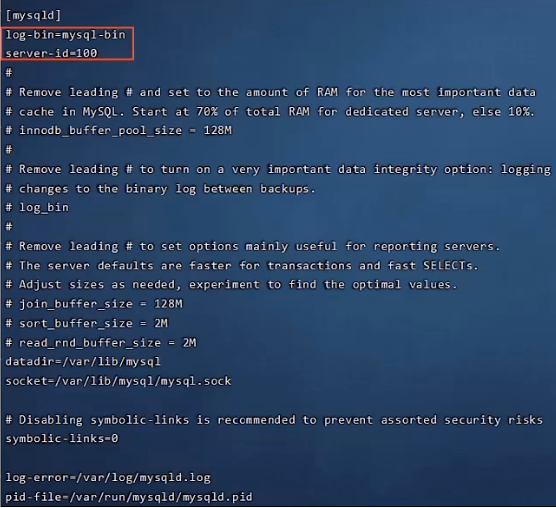 [mysqld]
log-bin=mysql-bin
server-id=100
#
# Remove leading # and set to the amount of RAM for the most important data
# cache in MySQL. Start at 70% of total RAM for dedicated server, else 10%.
# innodb_buffer_pool_size = 128M
#
# Remove leading # to turn on a very important data integrity option: logging
# changes to the binary log between backups.
# log_bin
#
# Remove leading # to set options mainly useful for reporting servers.
# The server defaults are faster for transactions and fast SELECTs.
# Adjust sizes as needed, experiment to find the optimal values.
# join_buffer_size = 128M
# sort_buffer_size = 2M
# read_rnd_buffer_size = 2M
datadir=/var/lib/mysql
socket=/var/lib/mysql/mysql.sock
# Disabling symbolic-links is recommended to prevent assorted security risks
symbolic-links=0
log-error=/var/log/mysqld.log
pid-file=/var/run/mysqld/mysqld.pid